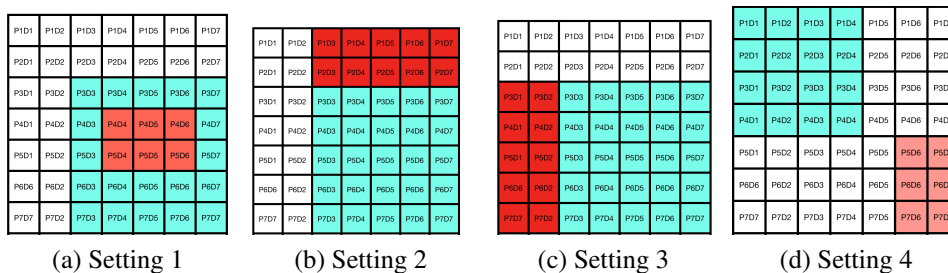 P1D1 P1D2 P1D3 P1D4 P1D5 P1D6 P1D7
P2D1 P2D2 P2D3 P2D4 P2D5 P2D6 P2D7
P3D1 P3D2 P3D3 P3D4 P3D5 P3D6 P3D7
P4D1 P4D2 P4D3 P4D4 P4D5 P4D6 P4D7
P5D1 P5D2 P5D3 P5D4 P5D5 P5D6 P5D7
P6D6 P6D2 P6D3 P6D4 P6D5 P6D6 P6D7
P7D7 P7D2 P7D3 P7D4 P7D5 P7D6 P7D7
(a) Setting 1
P1D1 P1D2 P1D3 P1D4 P1D5 P1D6 P1D7
P2D1 P2D2 P2D3 P2D4 P2D5 P2D6 P2D7
P3D1 P3D2 P3D3 P3D4 P3D5 P3D6 P3D7
P4D1 P4D2 P4D3 P4D4 P4D5 P4D6 P4D7
P5D1 P5D2 P5D3 P5D4 P5D5 P5D6 P5D7
P6D6 P6D2 P6D3 P6D4 P6D5 P6D6 P6D7
P7D7 P7D2 P7D3 P7D4 P7D5 P7D6 P7D7
(b) Setting 2
P1D1 P1D2 P1D3 P1D4 P1D5 P1D6 P1D7
P2D1 P2D2 P2D3 P2D4 P2D5 P2D6 P2D7
P3D1 P3D2 P3D3 P3D4 P3D5 P3D6 P3D7
P4D1 P4D2 P4D3 P4D4 P4D5 P4D6 P4D7
P5D1 P5D2 P5D3 P5D4 P5D5 P5D6 P5D7
P6D6 P6D2 P6D3 P6D4 P6D5 P6D6 P6D7
P7D7 P7D2 P7D3 P7D4 P7D5 P7D6 P7D7
(c) Setting 3
P1D1 P1D2 P1D3 P1D4 P1D5 P1D6
P2D1 P2D2 P2D3 P2D4 P2D5 P2D6
P3D1 P3D2 P3D3 P3D4 P3D5 P3D6
P4D1 P4D2 P4D3 P4D4 P4D5 P4D6
P5D1 P5D2 P5D3 P5D4 P5D5 P5D6
P6D6 P6D2 P6D3 P6D4 P6D5 P6D6
P7D7 P7D2 P7D3 P7D4 P7D5 P7D6
(d) Setting 4